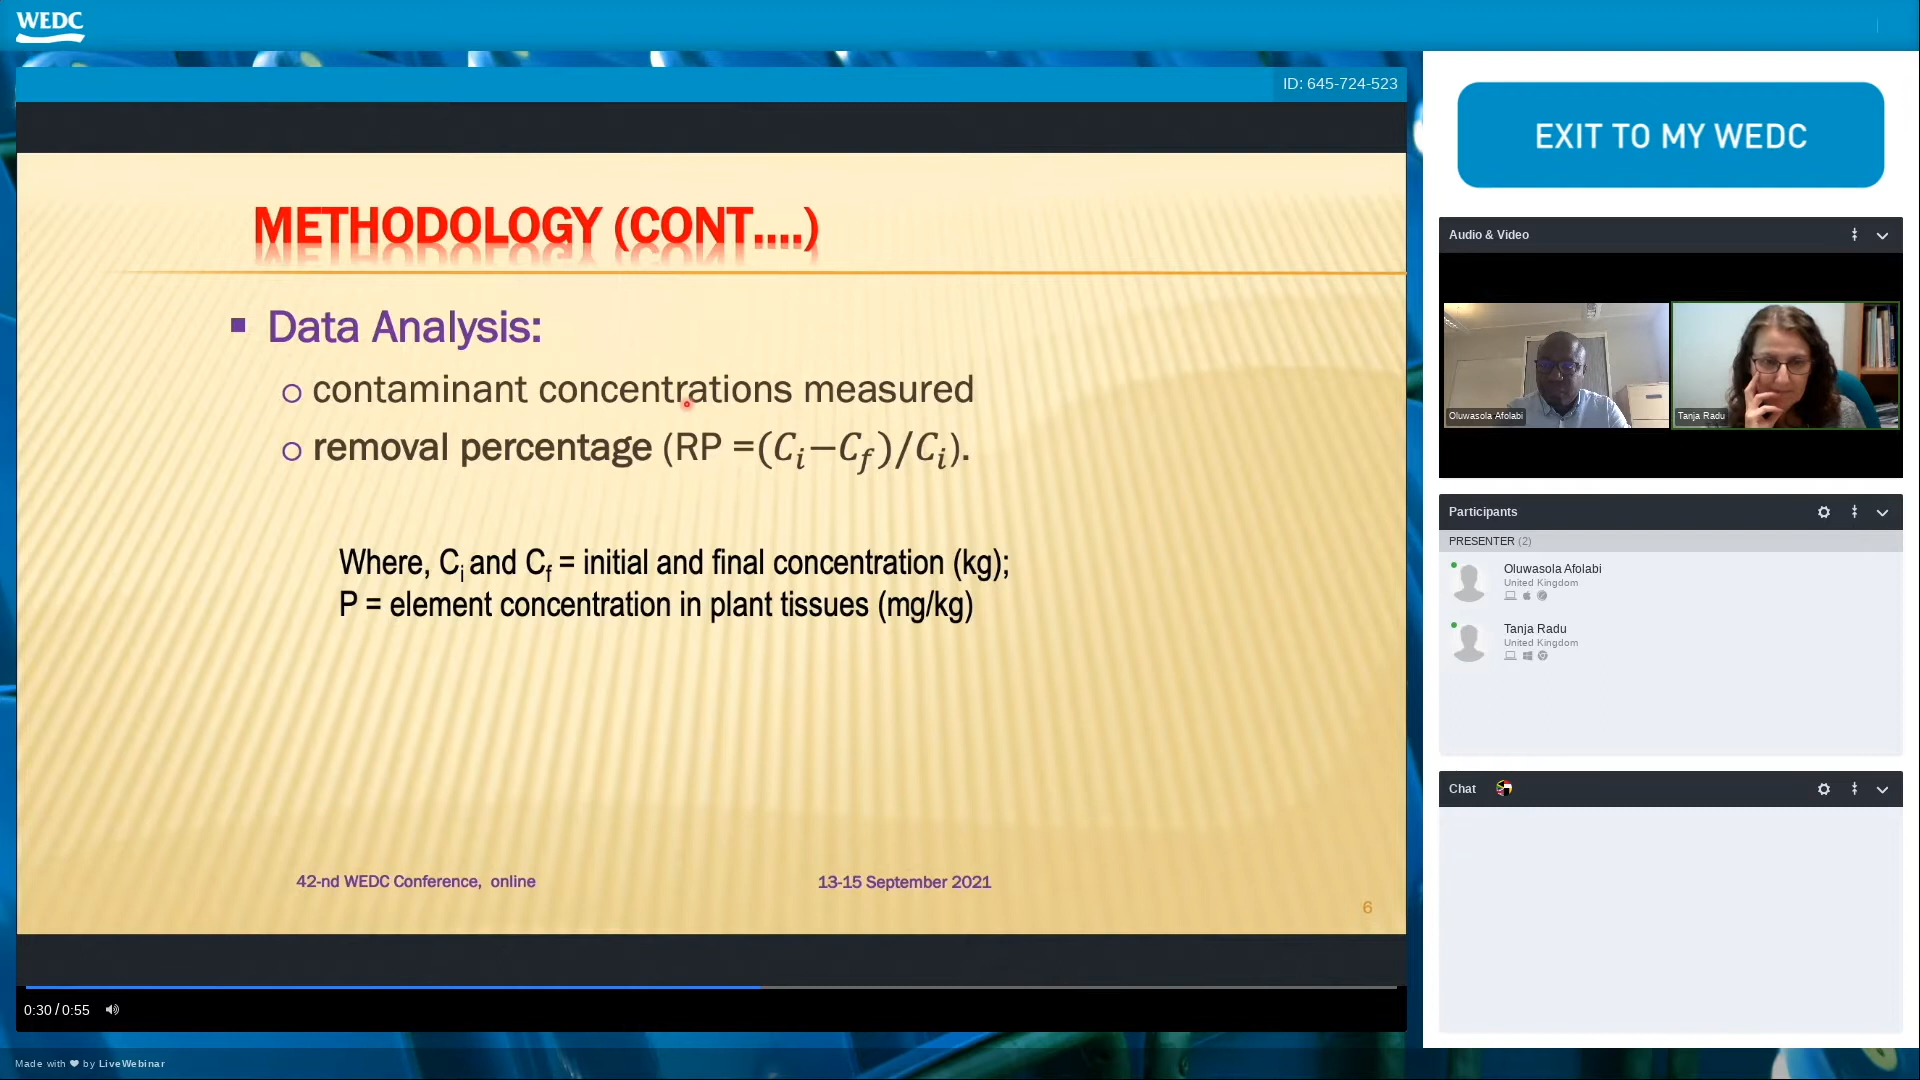 WEDC
ID: 645-724-523
METHODOLOGY (CONT....)
Data Analysis:
contaminant concentrations measured
removal percentage (RP =(Cᵢ−C_f)/Cᵢ).
Where, Cᵢ and C_f = initial and final concentration (kg);
P = element concentration in plant tissues (mg/kg)
42-nd WEDC Conference, online
13-15 September 2021
6
0:30 / 0:55
Made with ❤ by LiveWebinar
EXIT TO MY WEDC
Audio & Video
Oluwasola Afolabi
Tanja Radu
Participants
PRESENTER (2)
Oluwasola Afolabi
United Kingdom
Tanja Radu
United Kingdom
Chat